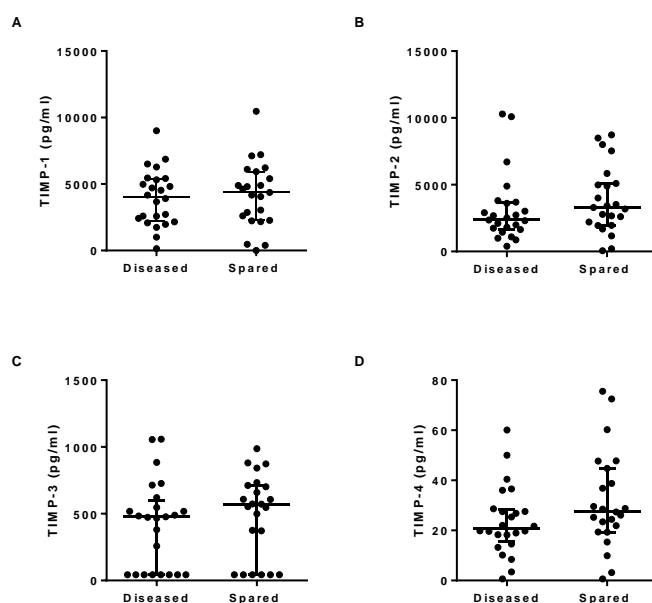 A
B
15000
10000
5000
0
TIMP-1 (pg/ml)
Diseased Spared
15000
10000
5000
0
TIMP-2 (pg/ml)
Diseased Spared
C
D
1500
1000
500
0
TIMP-3 (pg/ml)
Diseased Spared
80
60
40
20
0
TIMP-4 (pg/ml)
Diseased Spared